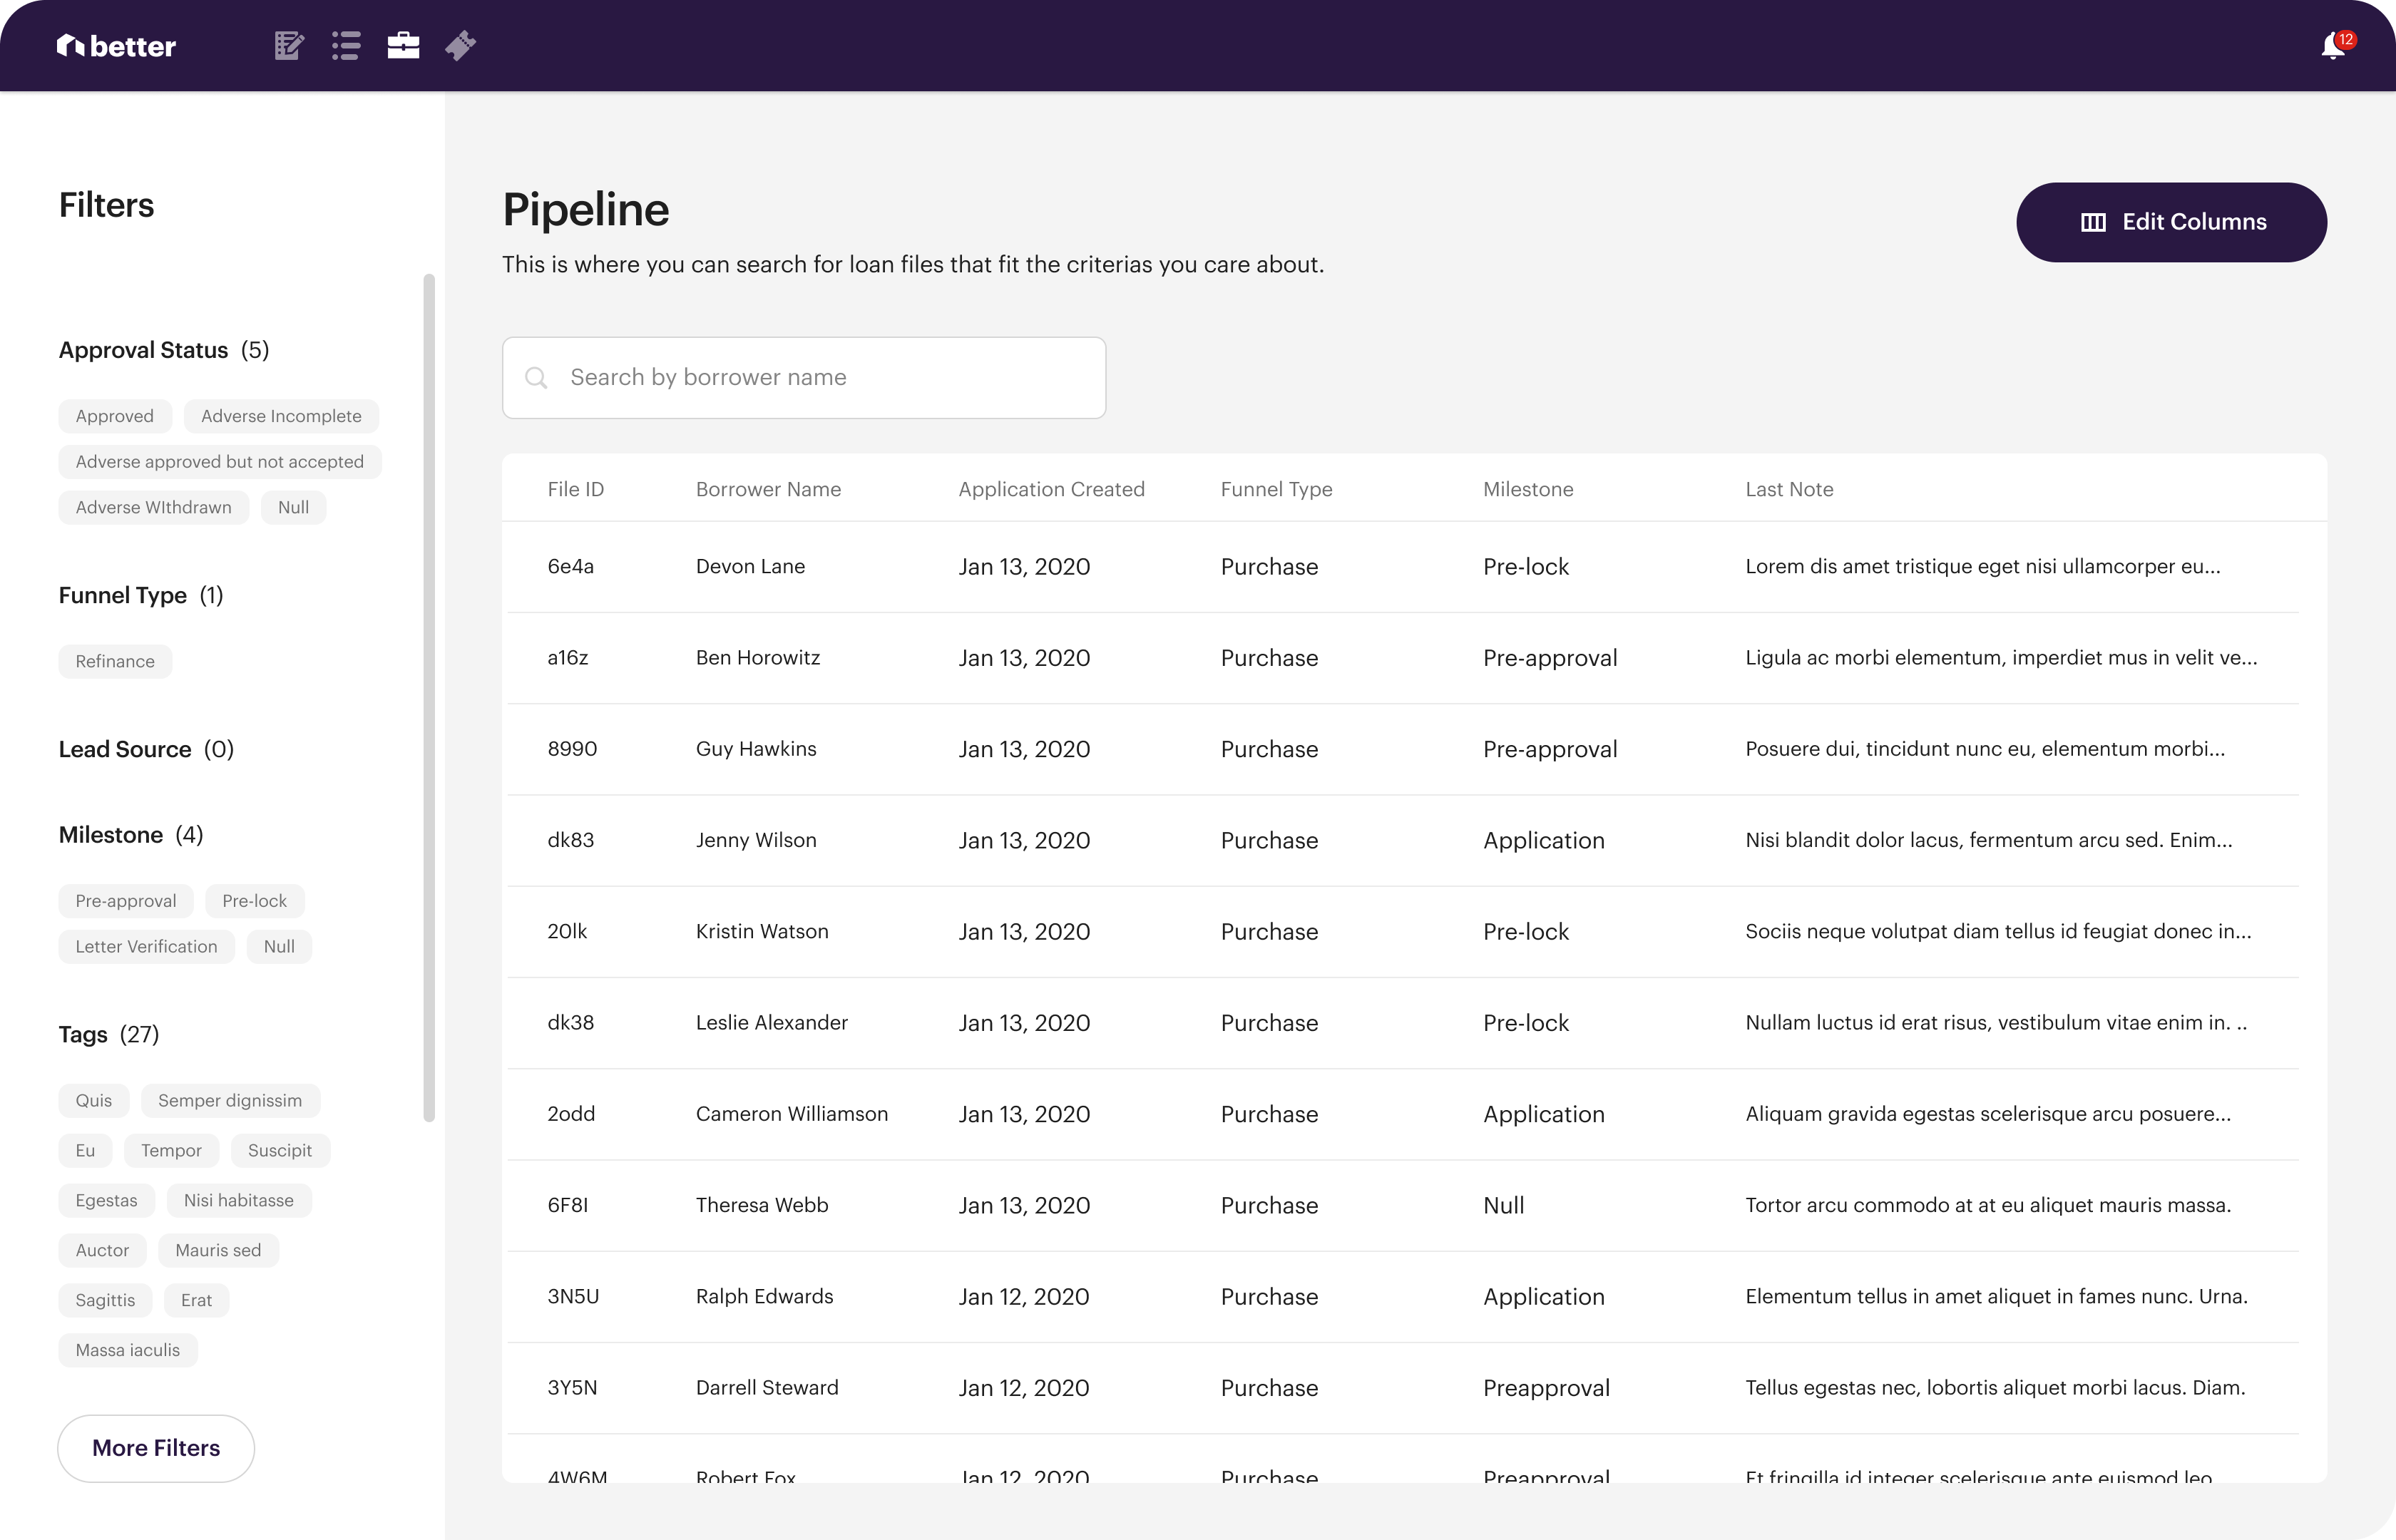 better
12
Filters
Approval Status (5)
Approved Adverse Incomplete
Adverse approved but not accepted
Adverse WIthdrawn Null
Funnel Type (1)
Refinance
Lead Source (0)
Milestone (4)
Pre-approval Pre-lock
Letter Verification Null
Tags (27)
Quis Semper dignissim
Eu Tempor Suscipit
Egestas Nisi habitasse
Auctor Mauris sed
Sagittis Erat
Massa iaculis
More Filters
Pipeline
This is where you can search for loan files that fit the criterias you care about.
Edit Columns
Search by borrower name
File ID Borrower Name Application Created Funnel Type Milestone Last Note
6e4a Devon Lane Jan 13, 2020 Purchase Pre-lock Lorem dis amet tristique eget nisi ullamcorper eu...
a16z Ben Horowitz Jan 13, 2020 Purchase Pre-approval Ligula ac morbi elementum, imperdiet mus in velit ve...
8990 Guy Hawkins Jan 13, 2020 Purchase Pre-approval Posuere dui, tincidunt nunc eu, elementum morbi...
dk83 Jenny Wilson Jan 13, 2020 Purchase Application Nisi blandit dolor lacus, fermentum arcu sed. Enim...
20lk Kristin Watson Jan 13, 2020 Purchase Pre-lock Sociis neque volutpat diam tellus id feugiat donec in...
dk38 Leslie Alexander Jan 13, 2020 Purchase Pre-lock Nullam luctus id erat risus, vestibulum vitae enim in. ..
2odd Cameron Williamson Jan 13, 2020 Purchase Application Aliquam gravida egestas scelerisque arcu posuere...
6F8I Theresa Webb Jan 13, 2020 Purchase Null Tortor arcu commodo at at eu aliquet mauris massa.
3N5U Ralph Edwards Jan 12, 2020 Purchase Application Elementum tellus in amet aliquet in fames nunc. Urna.
3Y5N Darrell Steward Jan 12, 2020 Purchase Preapproval Tellus egestas nec, lobortis aliquet morbi lacus. Diam.
4W6M Robert Fox Jan 12, 2020 Purchase Preapproval Et fringilla id integer scelerisque ante euismod leo